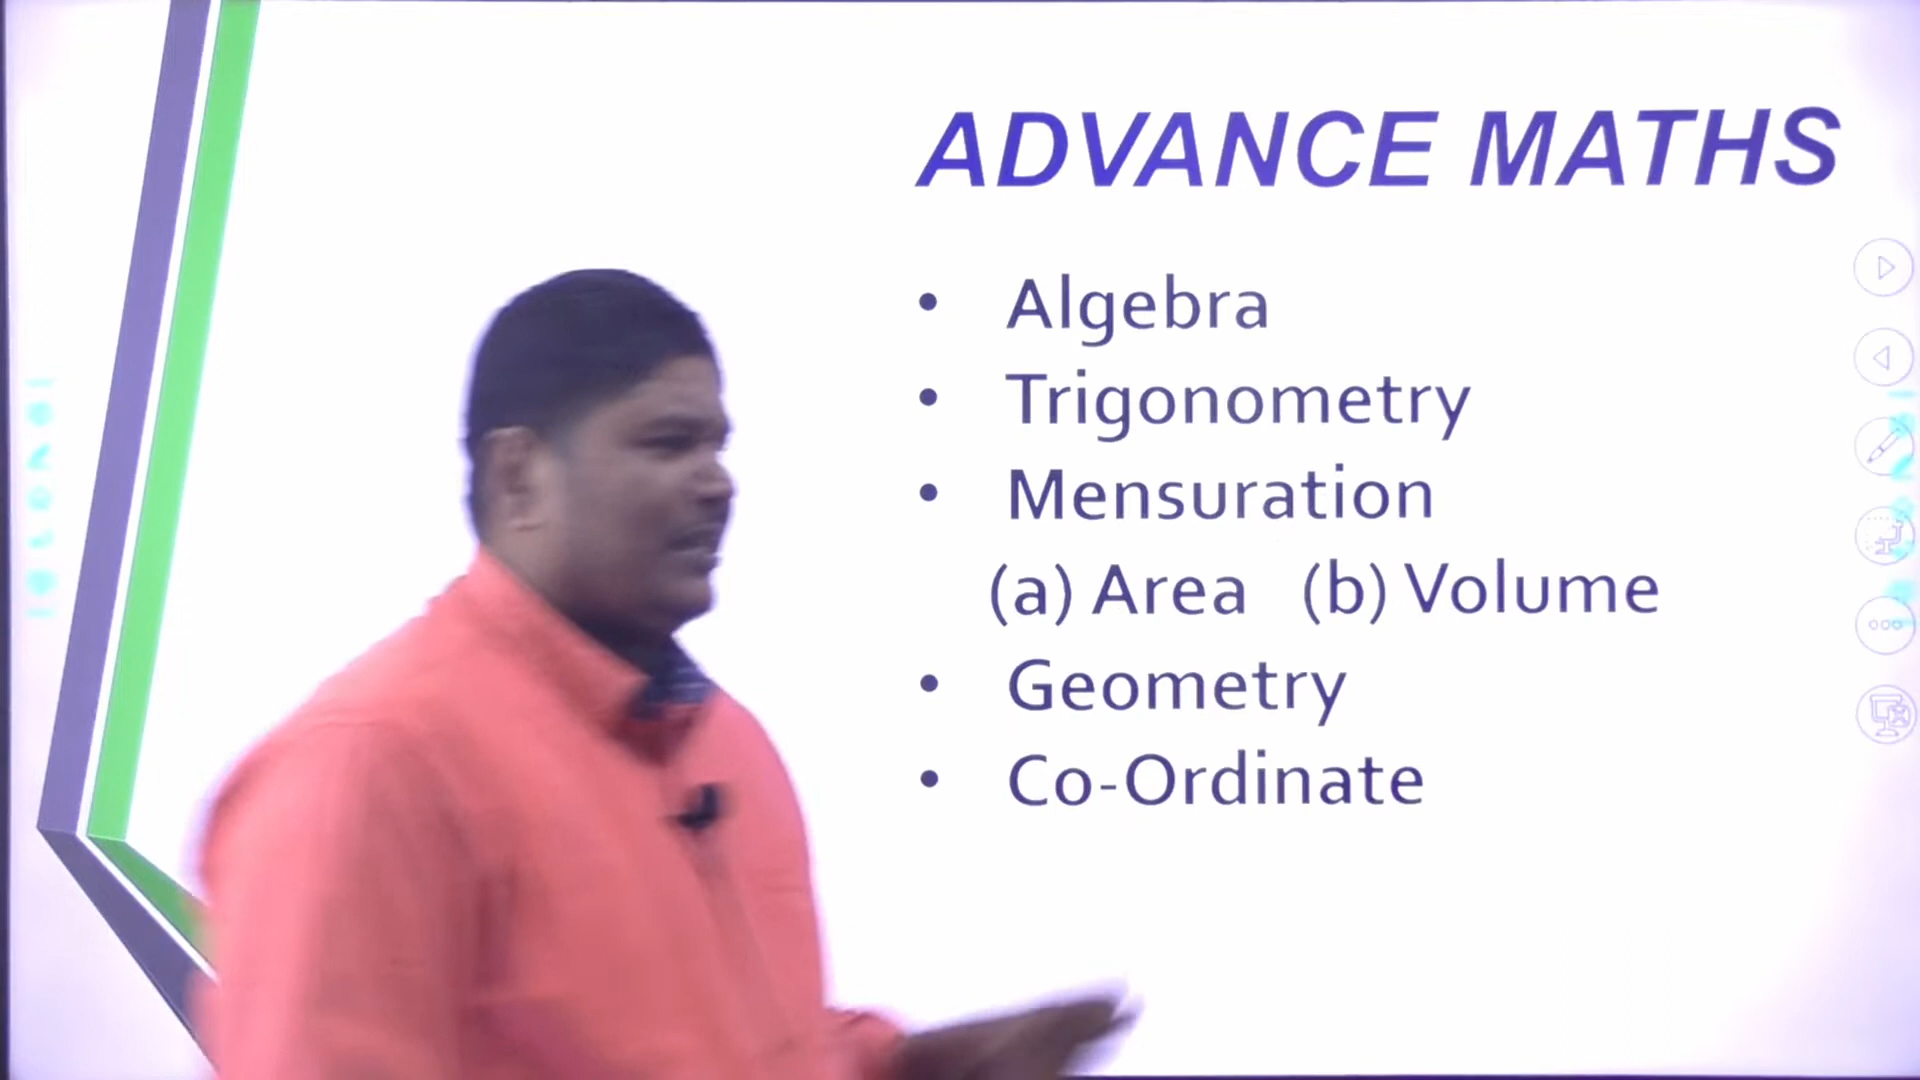 ADVANCE MATHS
• Algebra
• Trigonometry
• Mensuration
(a) Area (b) Volume
• Geometry
• Co-Ordinate